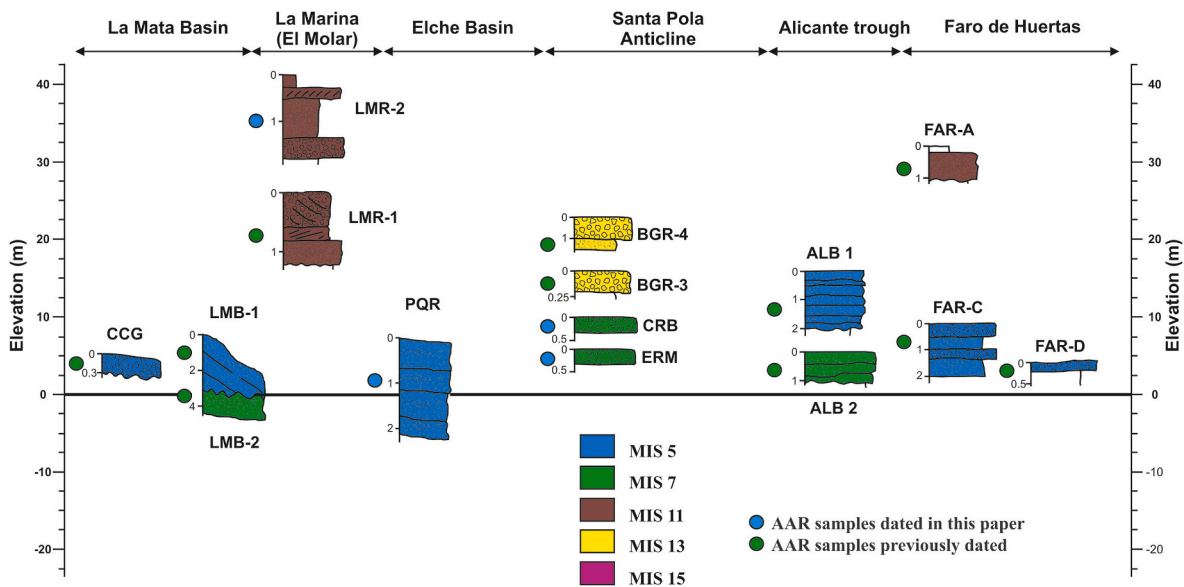 La Mata Basin
La Marina
(El Molar)
Elche Basin
Santa Pola
Anticline
Alicante trough
Faro de Huertas
Elevation (m)
40
30
20
10
0
-10
-20
40
30
20
10
0
-10
-20
Elevation (m)
CCG
0
0.3
LMB-1
0
2
4
LMB-2
0
1
LMR-2
0
1
LMR-1
PQR
0
1
2
0
1
BGR-4
0
0.25
BGR-3
0
0.5
CRB
0
0.5
ERM
ALB 1
0
1
2
0
1
ALB 2
FAR-A
0
1
FAR-C
0
1
2
FAR-D
0
0.5
MIS 5
MIS 7
MIS 11
MIS 13
MIS 15
AAR samples dated in this paper
AAR samples previously dated